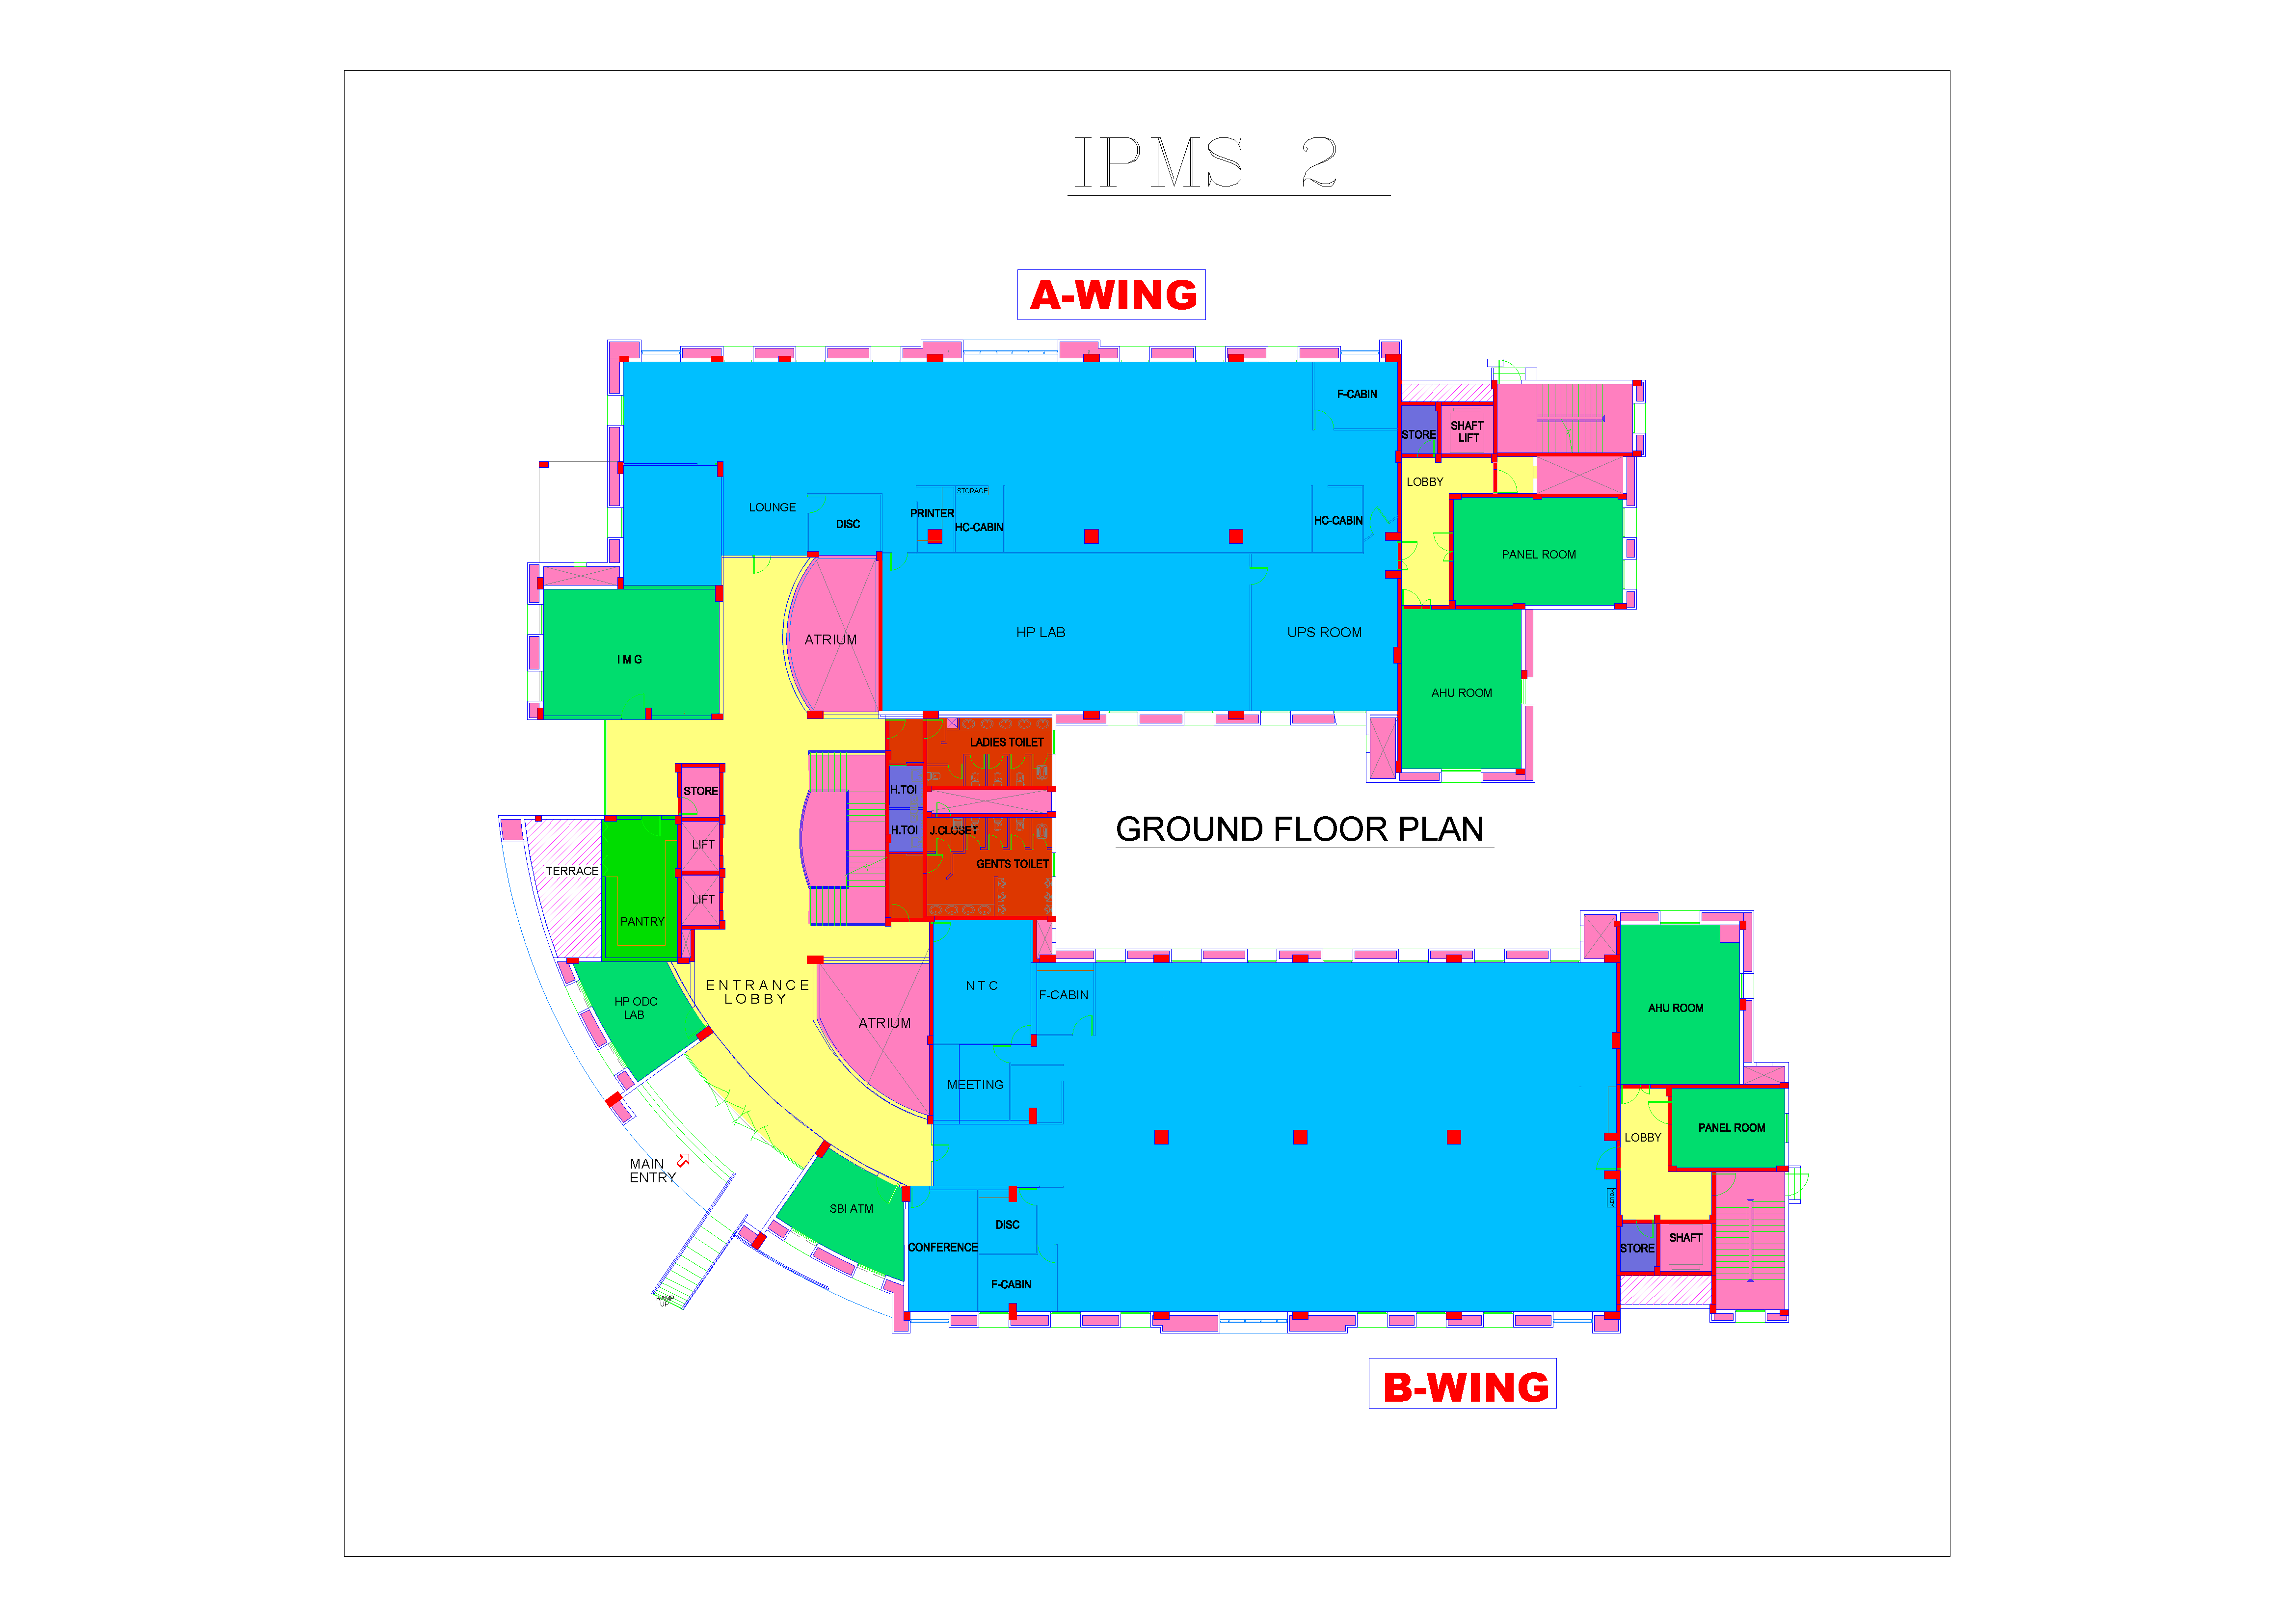 IPMS 2
A-WING
F-CABIN
STORE
SHAFT
LIFT
LOBBY
LOUNGE
DISC
PRINTER
STORAGE
HC-CABIN
HC-CABIN
PANEL ROOM
I M G
ATRIUM
HP LAB
UPS ROOM
AHU ROOM
LADIES TOILET
STORE
H.TOI
H.TOI
J.CLOSET
GENTS TOILET
GROUND FLOOR PLAN
LIFT
LIFT
TERRACE
PANTRY
ENTRANCE
LOBBY
HP ODC
LAB
ATRIUM
N T C
F-CABIN
MEETING
AHU ROOM
LOBBY
PANEL ROOM
MAIN
ENTRY
SBI ATM
DISC
CONFERENCE
F-CABIN
STORE
SHAFT
RAMP
UP
B-WING